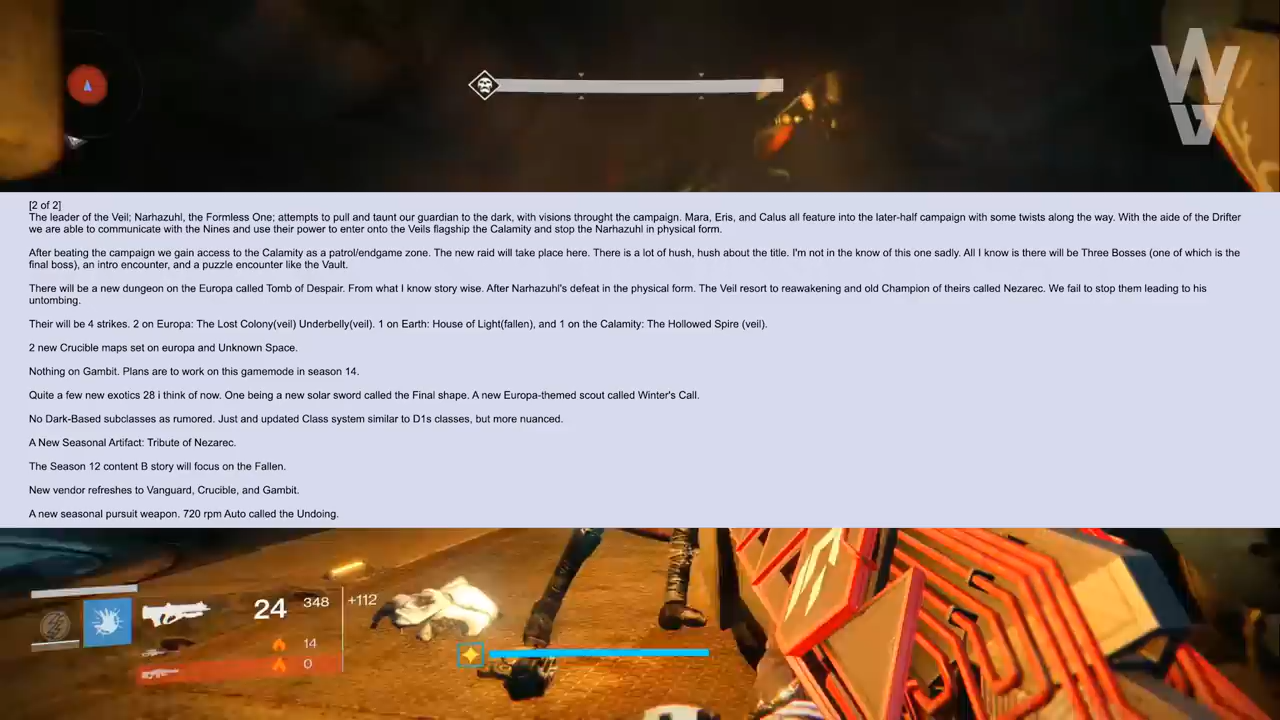 WG
[2 of 2]
The leader of the Veil; Narhazuhl, the Formless One; attempts to pull and taunt our guardian to the dark, with visions throught the campaign. Mara, Eris, and Calus all feature into the later-half campaign with some twists along the way. With the aide of the Drifter
we are able to communicate with the Nines and use their power to enter onto the Veils flagship the Calamity and stop the Narhazuhl in physical form.
After beating the campaign we gain access to the Calamity as a patrol/endgame zone. The new raid will take place here. There is a lot of hush, hush about the title. I'm not in the know of this one sadly. All I know is there will be Three Bosses (one of which is the
final boss), an intro encounter, and a puzzle encounter like the Vault.
There will be a new dungeon on the Europa called Tomb of Despair. From what I know story wise. After Narhazuhl's defeat in the physical form. The Veil resort to reawakening and old Champion of theirs called Nezarec. We fail to stop them leading to his
untombing.
Their will be 4 strikes. 2 on Europa: The Lost Colony(veil) Underbelly(veil). 1 on Earth: House of Light(fallen), and 1 on the Calamity: The Hollowed Spire (veil).
2 new Crucible maps set on europa and Unknown Space.
Nothing on Gambit. Plans are to work on this gamemode in season 14.
Quite a few new exotics 28 i think of now. One being a new solar sword called the Final shape. A new Europa-themed scout called Winter's Call.
No Dark-Based subclasses as rumored. Just and updated Class system similar to D1s classes, but more nuanced.
A New Seasonal Artifact: Tribute of Nezarec.
The Season 12 content B story will focus on the Fallen.
New vendor refreshes to Vanguard, Crucible, and Gambit.
A new seasonal pursuit weapon. 720 rpm Auto called the Undoing.
24 348 +112
14
0